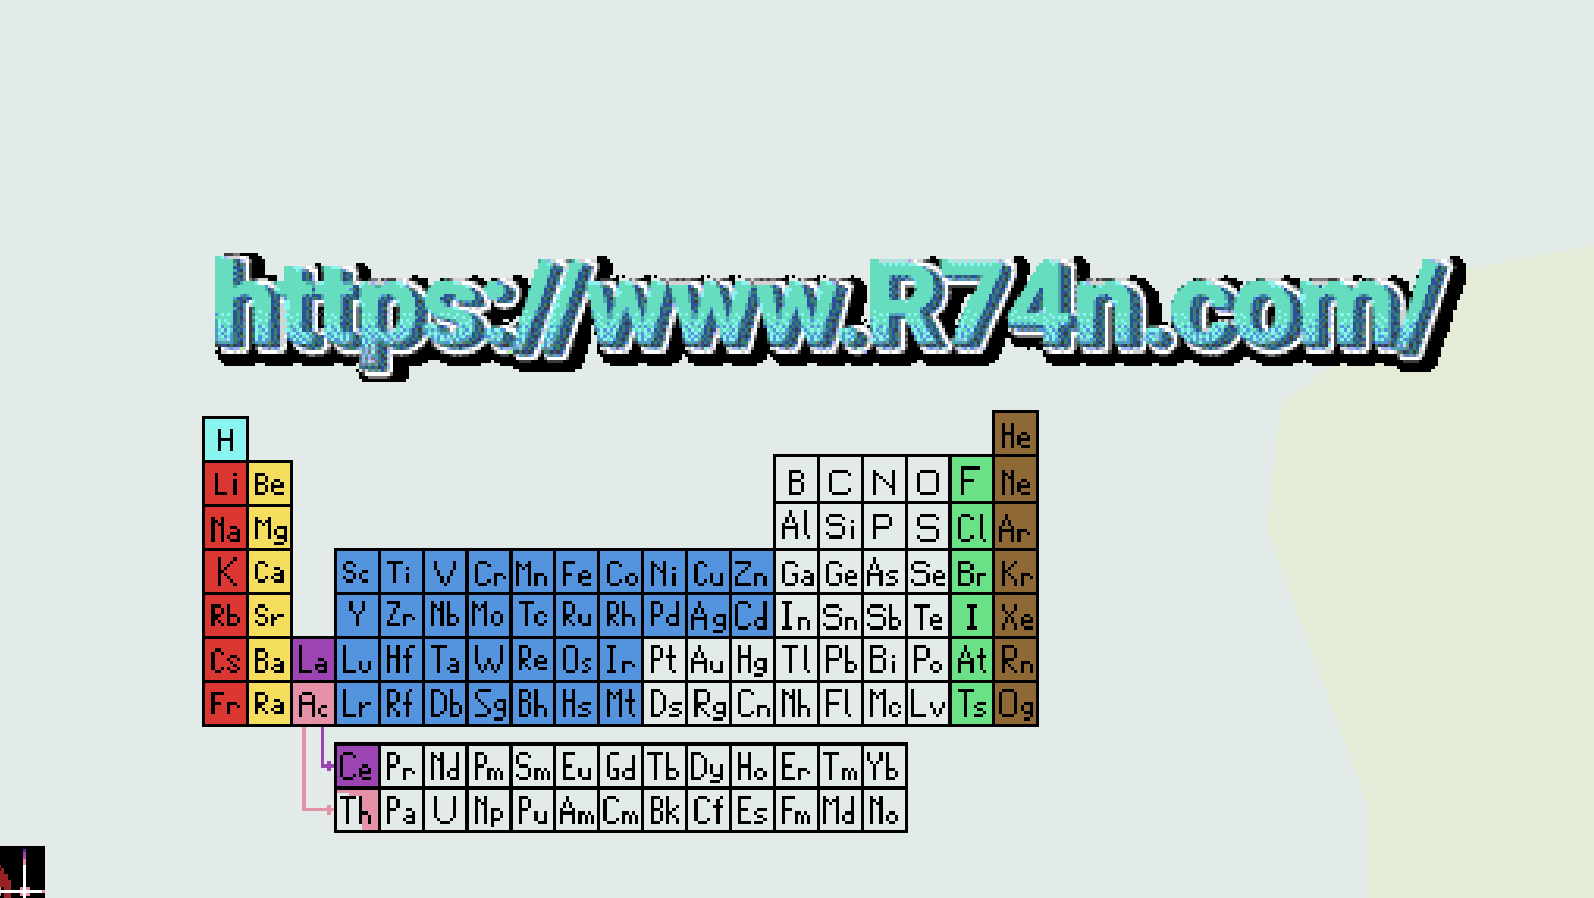 https://www.R74n.com/
H He
Li Be B C N O F Ne
Na Mg Al Si P S Cl Ar
K Ca Sc Ti V Cr Mn Fe Co Ni Cu Zn Ga Ge As Se Br Kr
Rb Sr Y Zr Nb Mo Tc Ru Rh Pd Ag Cd In Sn Sb Te I Xe
Cs Ba La Lu Hf Ta W Re Os Ir Pt Au Hg Tl Pb Bi Po At Rn
Fr Ra Ac Lr Rf Db Sg Bh Hs Mt Ds Rg Cn Nh Fl Mc Lv Ts Og
Ce Pr Nd Pm Sm Eu Gd Tb Dy Ho Er Tm Yb
Th Pa U Np Pu Am Cm Bk Cf Es Fm Md No